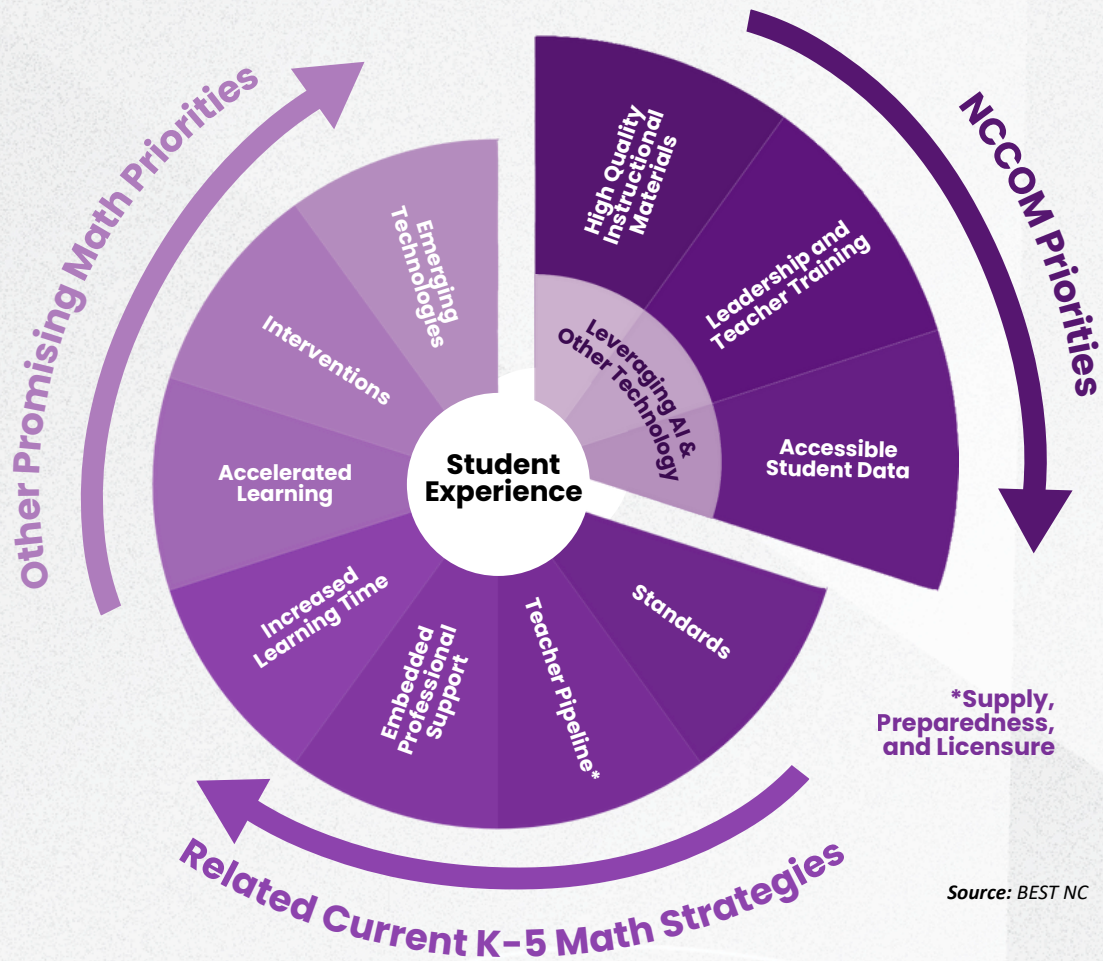 NCCOM Priorities
High Quality
Instructional
Materials
Leadership and
Teacher Training
Accessible
Student Data
Leveraging AI &
Other Technology
Student
Experience
Standards
Teacher Pipeline*
Embedded
Professional
Support
Increased
Learning Time
Related Current K-5 Math Strategies
Accelerated
Learning
Interventions
Emerging
Technologies
Other Promising Math Priorities
*Supply,
Preparedness,
and Licensure
Source: BEST NC